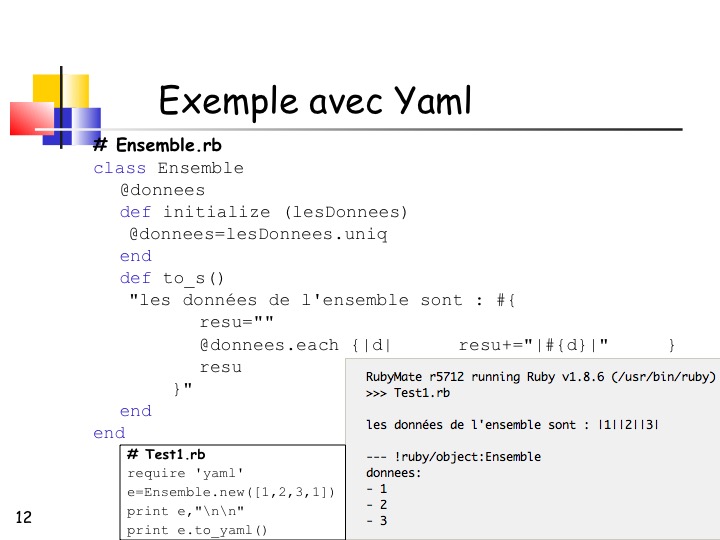 Exemple avec Yaml
# Ensemble.rb
class Ensemble
@donnees
def initialize (lesDonnees)
@donnees=lesDonnees.uniq
end
def to_s()
"les données de l'ensemble sont : #{
resu=""
@donnees.each {|d| resu+="|#{d}|" }
resu
}"
end
end
# Test1.rb
require 'yaml'
e=Ensemble.new([1,2,3,1])
print e,"\n\n"
print e.to_yaml()
RubyMate r5712 running Ruby v1.8.6 (/usr/bin/ruby)
>>> Test1.rb
les données de l'ensemble sont : |1||2||3|
--- !ruby/object:Ensemble
donnees:
- 1
- 2
- 3
12